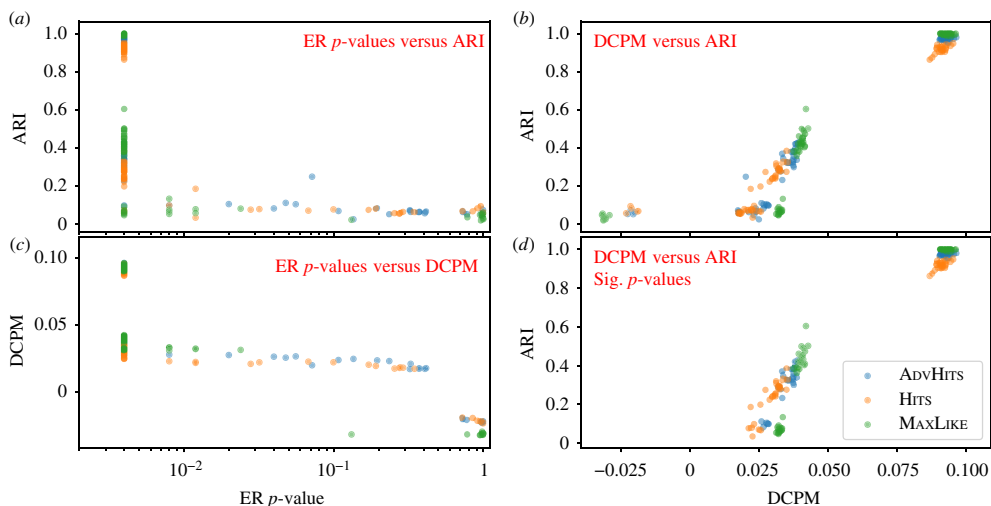 (a)
ER p-values versus ARI
1.0
0.8
0.6
0.4
0.2
0
ARI
(b)
DCPM versus ARI
1.0
0.8
0.6
0.4
0.2
0
ARI
(c)
ER p-values versus DCPM
0.10
0.05
0
DCPM
10⁻²
10⁻¹
1
ER p-value
(d)
DCPM versus ARI
Sig. p-values
1.0
0.8
0.6
0.4
0.2
0
ARI
ADVHITS
HITS
MAXLIKE
−0.025
0
0.025
0.050
0.075
0.100
DCPM